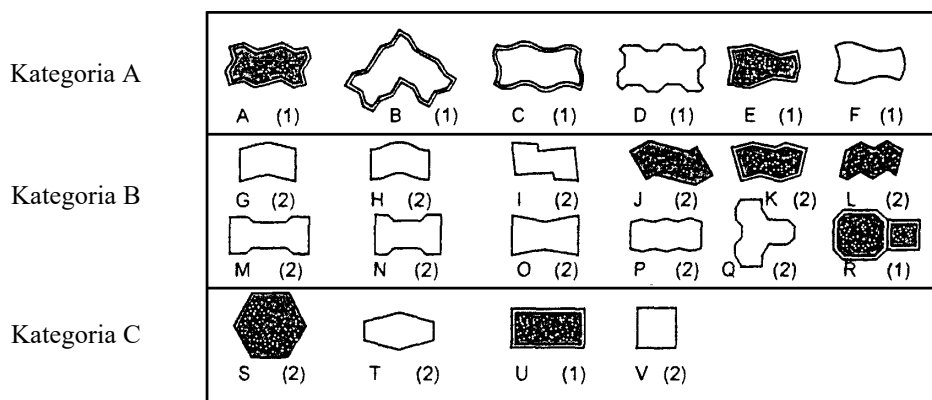 Kategoria A
A (1) B (1) C (1) D (1) E (1) F (1)
Kategoria B
G (2) H (2) I (2) J (2) K (2) L (2)
M (2) N (2) O (2) P (2) Q (2) R (1)
Kategoria C
S (2) T (2) U (1) V (2)